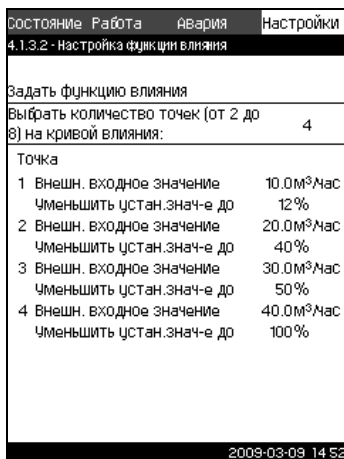 Состояние Работа Авария Настройки
4.1.3.2 - Настройка функции влияния
Задать функцию влияния
Выбрать количество точек (от 2 до
8) на кривой влияния: 4
Точка
1 Внешн. входное значение 10.0м³/час
Уменьшить устан.знач-е до 12%
2 Внешн. входное значение 20.0м³/час
Уменьшить устан.знач-е до 40%
3 Внешн. входное значение 30.0м³/час
Уменьшить устан.знач-е до 50%
4 Внешн. входное значение 40.0м³/час
Уменьшить устан.знач-е до 100%
2009-03-09 14:52